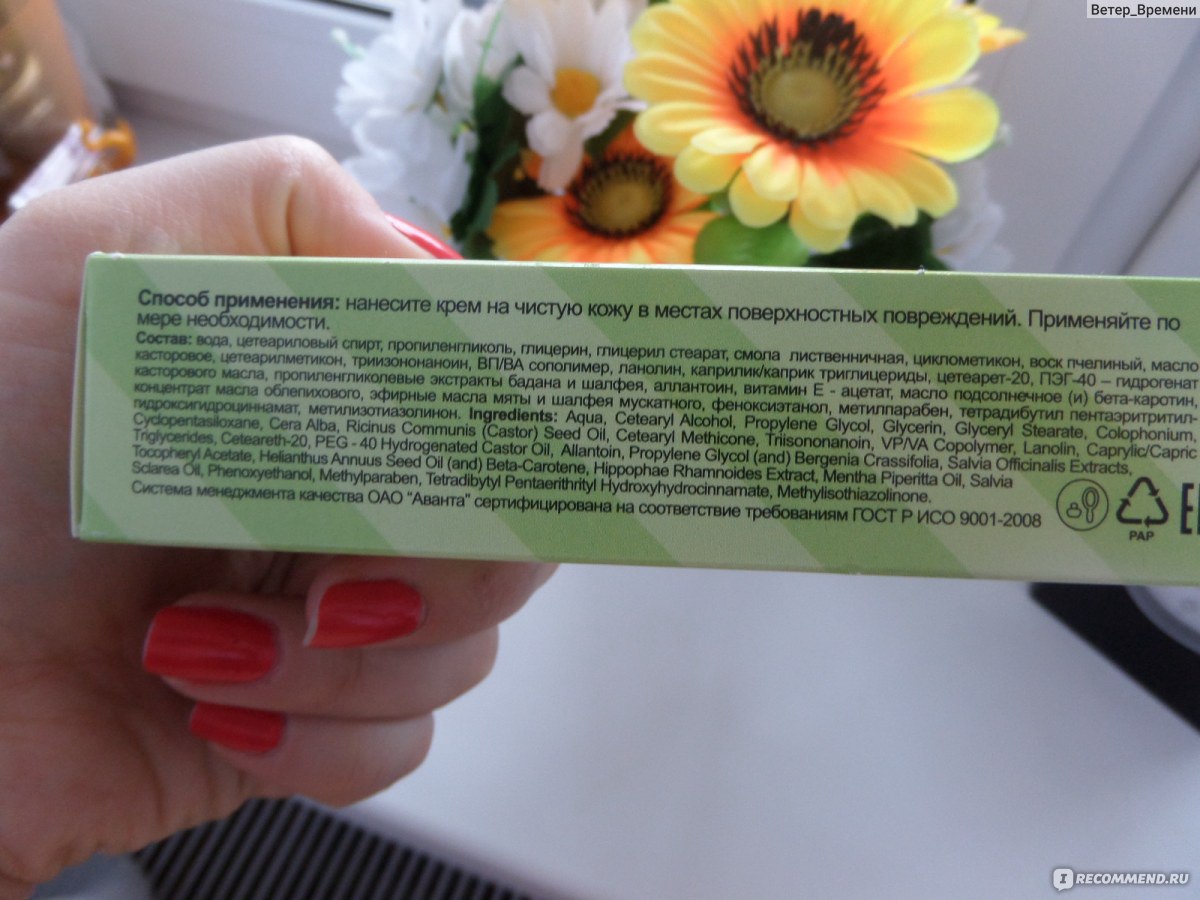 Ветер_Времени
Способ применения: нанесите крем на чистую кожу в местах поверхностных повреждений. Применяйте по
мере необходимости.
Состав: вода, цетеариловый спирт, пропиленгликоль, глицерин, глицерил стеарат, смола лиственничная, циклометикон, воск пчелиный, масло
касторовое, цетеарилметикон, триизононаноин, ВП/ВА сополимер, ланолин, каприлик/каприк триглицериды, цетеарет-20, ПЭГ-40 – гидрогенат
касторового масла, пропиленгликолевые экстракты бадана и шалфея, аллантоин, витамин Е - ацетат, масло подсолнечное (и) бета-каротин,
концентрат масла облепихового, эфирные масла мяты и шалфея мускатного, феноксиэтанол, метилпарабен, тетрадибутил пентаэритритил-
гидроксигидроциннамат, метилизотиазолинон. Ingredients: Aqua, Cetearyl Alcohol, Propylene Glycol, Glycerin, Glyceryl Stearate, Colophonium,
Cyclopentasiloxane, Cera Alba, Ricinus Communis (Castor) Seed Oil, Cetearyl Methicone, Triisononanoin, VP/VA Copolymer, Lanolin, Caprylic/Capric
Triglycerides, Ceteareth-20, PEG - 40 Hydrogenated Castor Oil, Allantoin, Propylene Glycol (and) Bergenia Crassifolia, Salvia Officinalis Extracts,
Tocopheryl Acetate, Helianthus Annuus Seed Oil (and) Beta-Carotene, Hippophae Rhamnoides Extract, Mentha Piperitta Oil, Salvia
Sclarea Oil, Phenoxyethanol, Methylparaben, Tetradibytyl Pentaerithrityl Hydroxyhydrocinnamate, Methylisothiazolinone.
Система менеджмента качества ОАО "Аванта" сертифицирована на соответствие требованиям ГОСТ Р ИСО 9001-2008
PAP
IRECOMMEND.RU